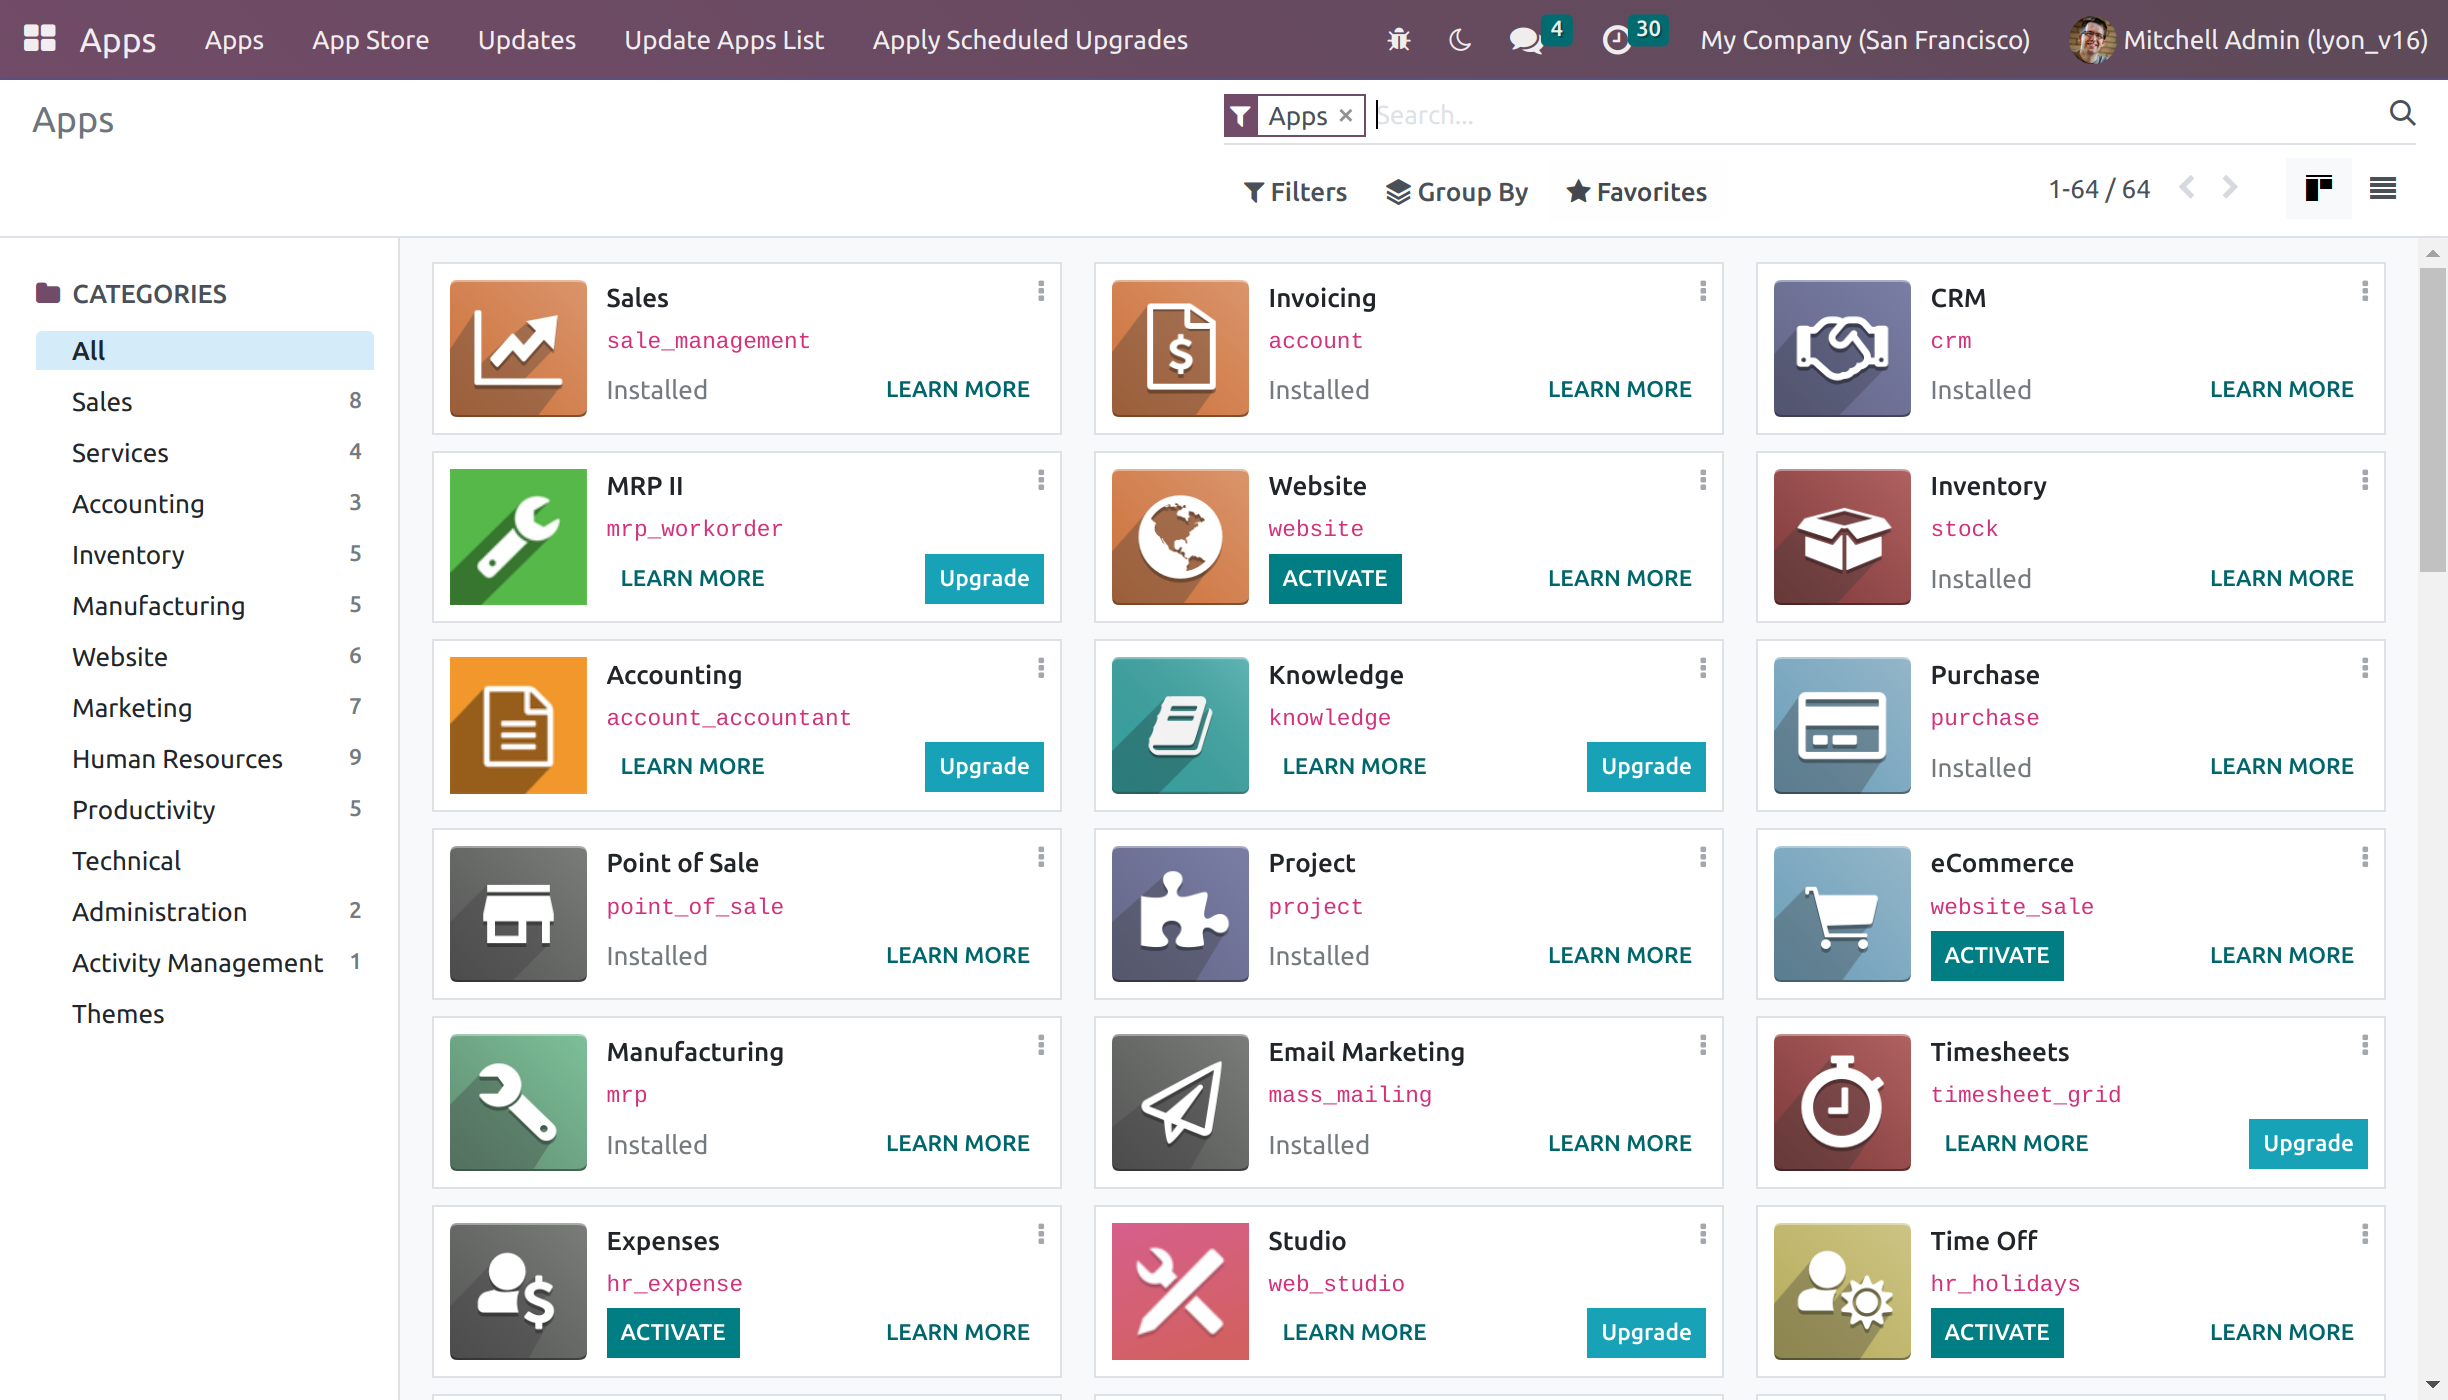 Apps Apps App Store Updates Update Apps List Apply Scheduled Upgrades 4 30 My Company (San Francisco) Mitchell Admin (lyon_v16)
Apps
Apps × Search...
Filters Group By Favorites 1-64 / 64
CATEGORIES
All
Sales 8
Services 4
Accounting 3
Inventory 5
Manufacturing 5
Website 6
Marketing 7
Human Resources 9
Productivity 5
Technical
Administration 2
Activity Management 1
Themes
Sales
sale_management
Installed LEARN MORE
Invoicing
account
Installed LEARN MORE
CRM
crm
Installed LEARN MORE
MRP II
mrp_workorder
LEARN MORE Upgrade
Website
website
ACTIVATE LEARN MORE
Inventory
stock
Installed LEARN MORE
Accounting
account_accountant
LEARN MORE Upgrade
Knowledge
knowledge
LEARN MORE Upgrade
Purchase
purchase
Installed LEARN MORE
Point of Sale
point_of_sale
Installed LEARN MORE
Project
project
Installed LEARN MORE
eCommerce
website_sale
ACTIVATE LEARN MORE
Manufacturing
mrp
Installed LEARN MORE
Email Marketing
mass_mailing
Installed LEARN MORE
Timesheets
timesheet_grid
LEARN MORE Upgrade
Expenses
hr_expense
ACTIVATE LEARN MORE
Studio
web_studio
LEARN MORE Upgrade
Time Off
hr_holidays
ACTIVATE LEARN MORE